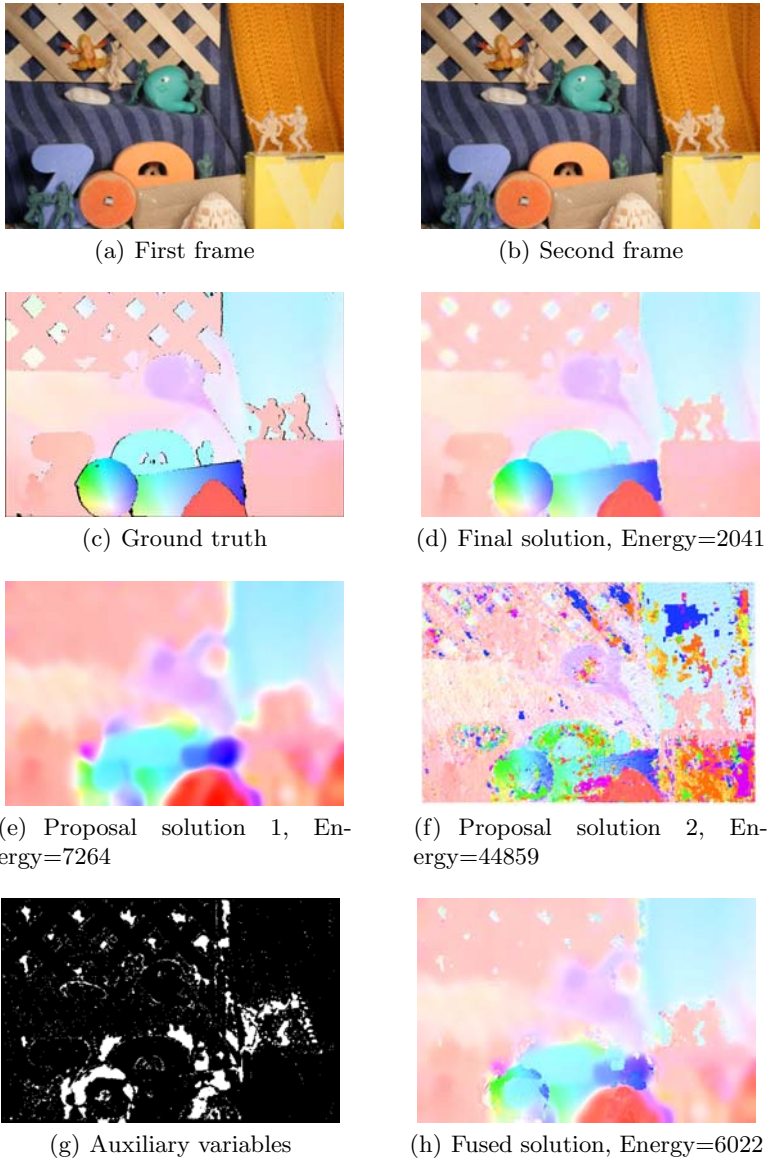 (a) First frame
(b) Second frame
(c) Ground truth
(d) Final solution, Energy=2041
(e) Proposal solution 1, En-
ergy=7264
(f) Proposal solution 2, En-
ergy=44859
(g) Auxiliary variables
(h) Fused solution, Energy=6022